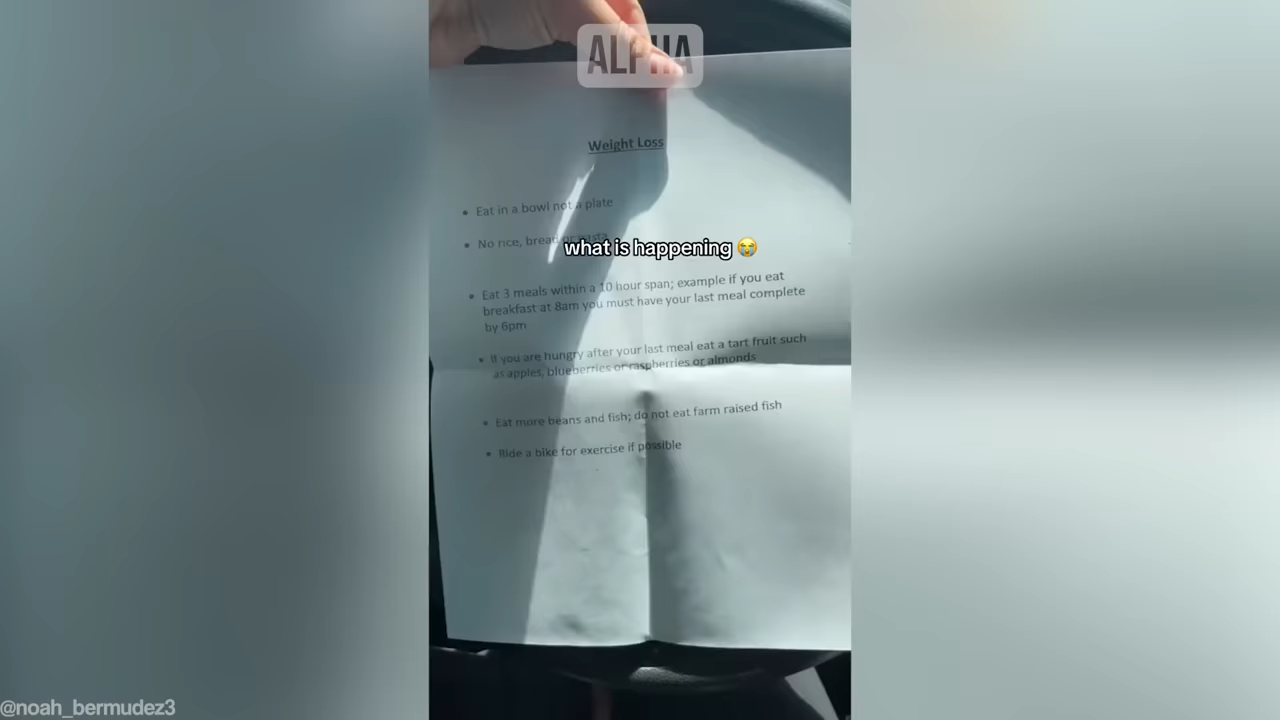 ALPHA
Weight Loss
• Eat in a bowl not a plate
• No rice, bread or pasta
what is happening 😭
• Eat 3 meals within a 10 hour span; example if you eat
breakfast at 8am you must have your last meal complete
by 6pm
• If you are hungry after your last meal eat a tart fruit such
as apples, blueberries or raspberries or almonds
• Eat more beans and fish; do not eat farm raised fish
• Ride a bike for exercise if possible
@noah_bermudez3